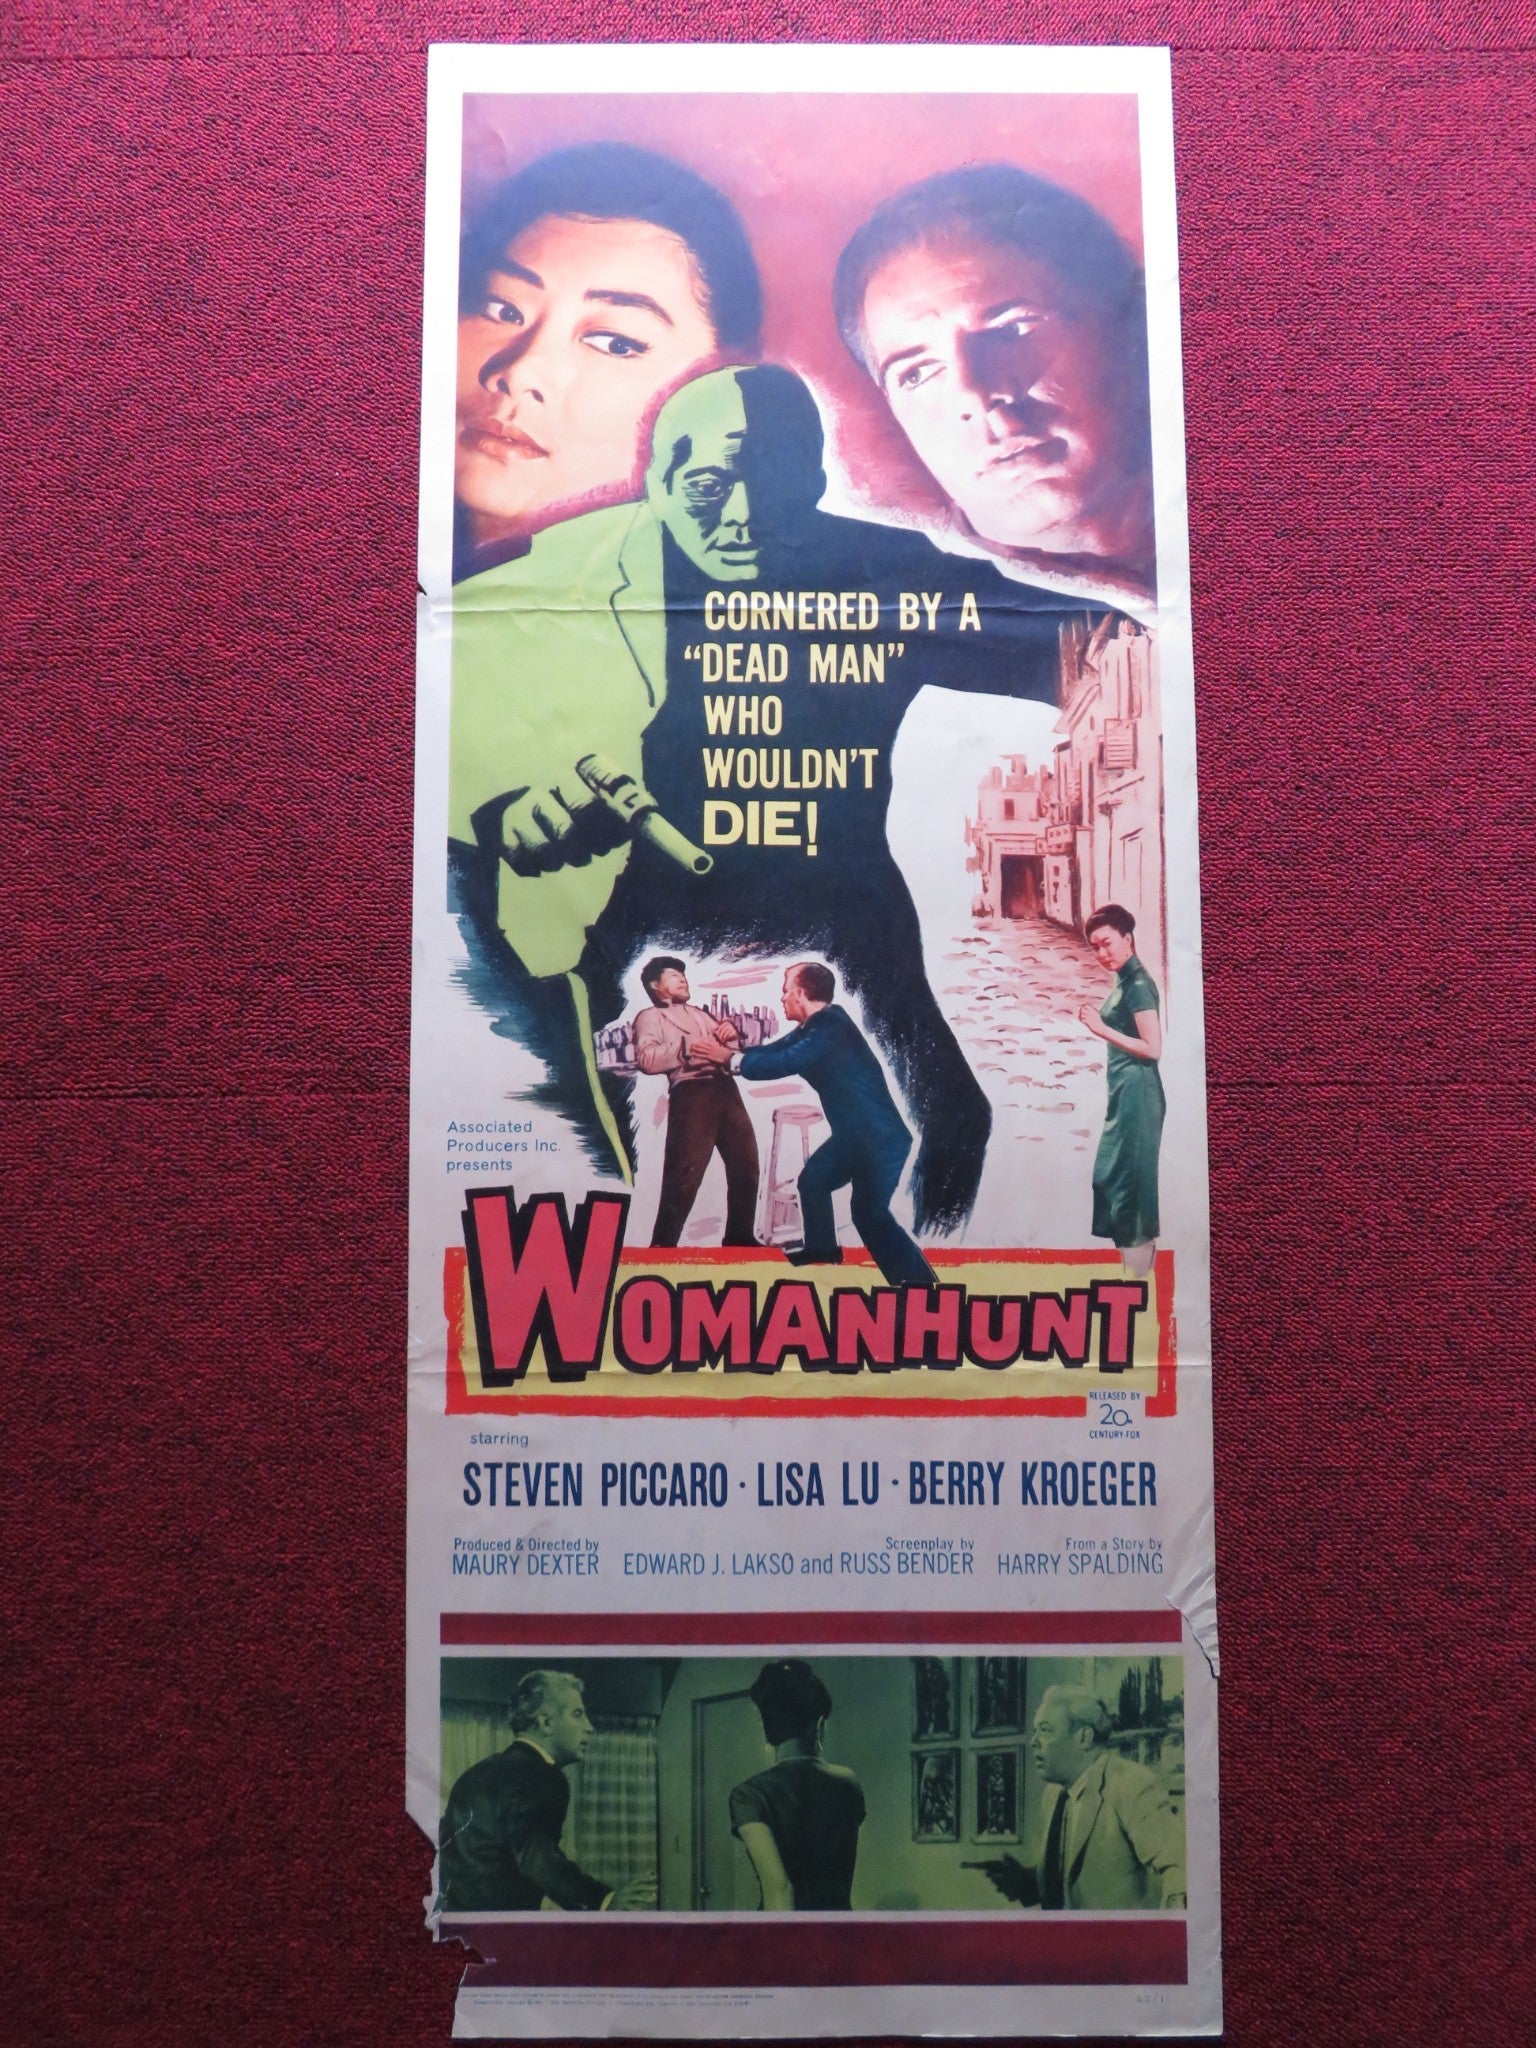 CORNERED BY A
"DEAD MAN"
WHO
WOULDN'T
DIE!
Associated
Producers Inc.
presents
WOMANHUNT
RELEASED BY
20
CENTURY-FOX
starring
STEVEN PICCARO · LISA LU · BERRY KROEGER
Produced & Directed by
MAURY DEXTER
Screenplay by
EDWARD J. LAKSO and RUSS BENDER
From a Story by
HARRY SPALDING